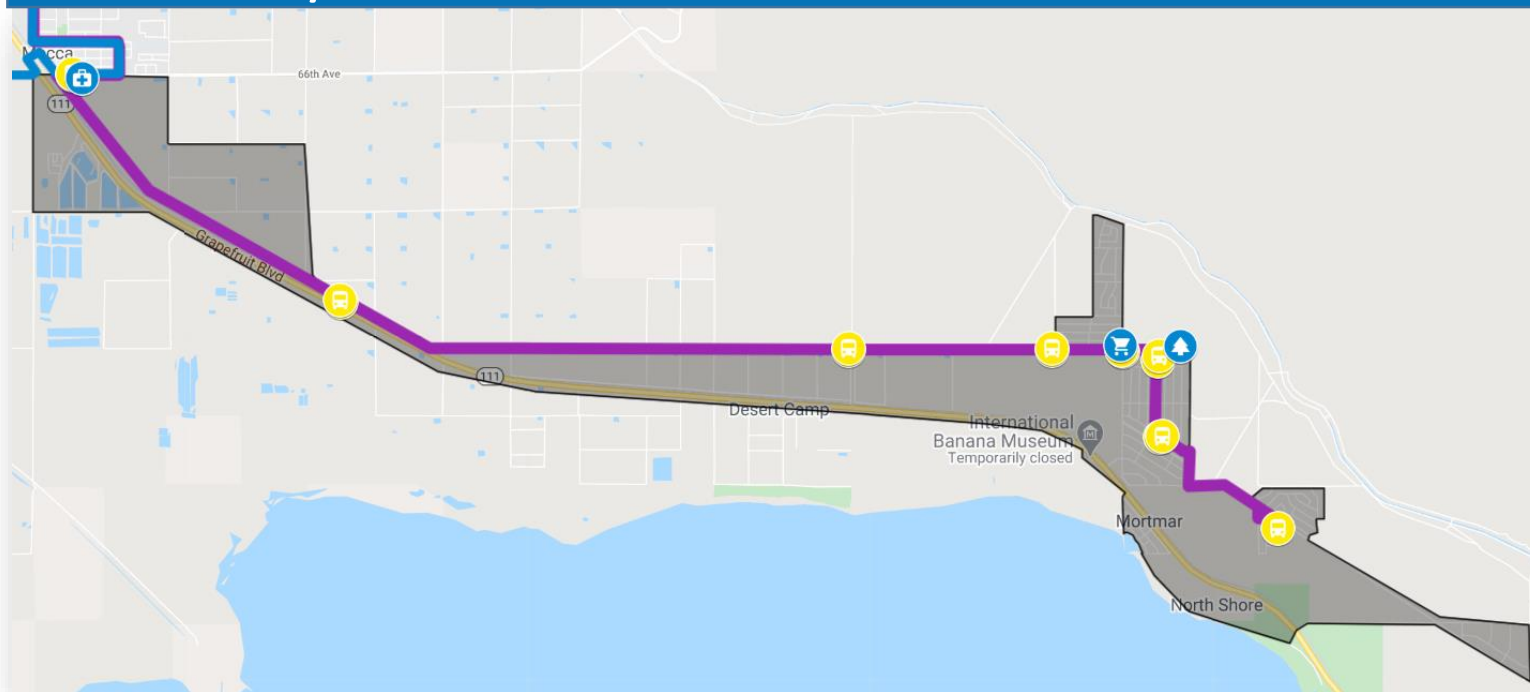 Mecca
66th Ave
111
Grapefruit Blvd
111
Desert Camp
International
Banana Museum
Temporarily closed
Mortmar
North Shore